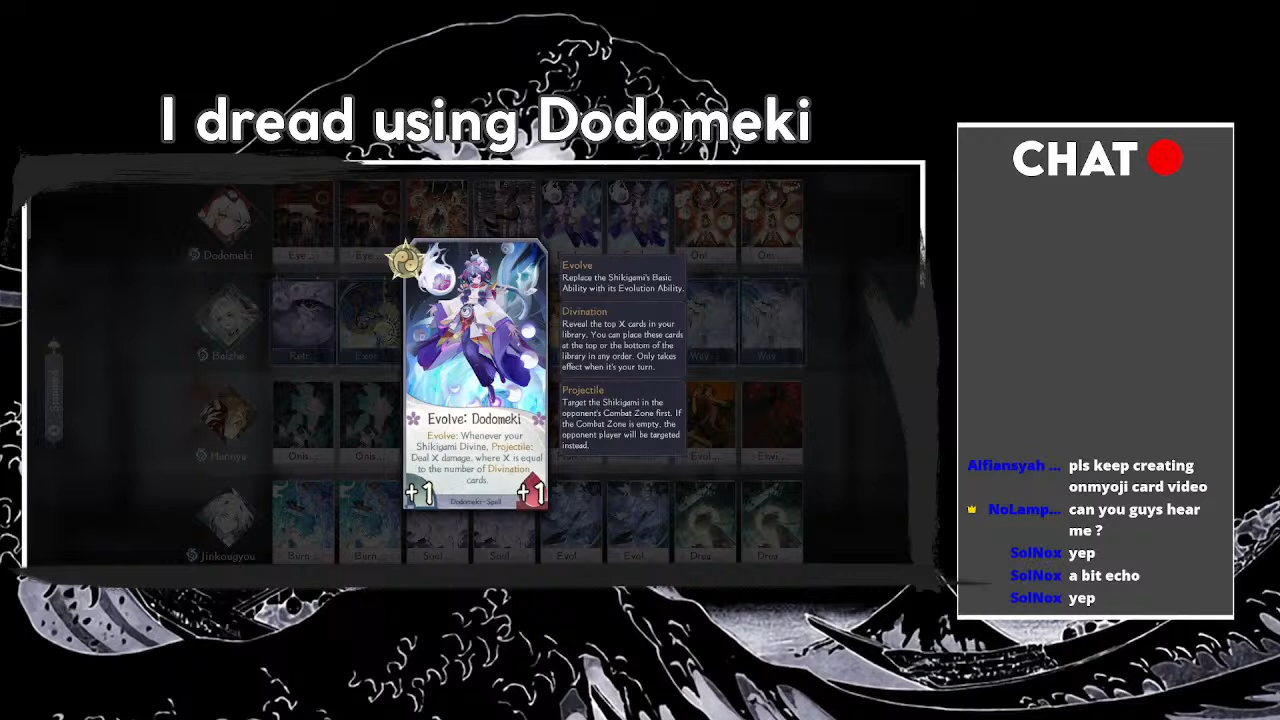 I dread using Dodomeki
CHAT
Dodomeki
Eye ...
Eye ...
Baizhe
Hannya
Jinkougyou
Evolve: Dodomeki
Evolve: Whenever your
Shikigami Divine, Projectile:
Deal X damage, where X is equal
to the number of Divination
cards.
+1
+1
Dodomeki - Spell
Evolve
Replace the Shikigami's Basic
Ability with its Evolution Ability.
Divination
Reveal the top X cards in your
library. You can place these cards
at the top or the bottom of the
library in any order. Only takes
effect when it's your turn.
Projectile
Target the Shikigami in the
opponent's Combat Zone first. If
the Combat Zone is empty, the
opponent player will be targeted
instead.
Alfiansyah ... pls keep creating
onmyoji card video
NoLamp... can you guys hear
me ?
SolNox yep
SolNox a bit echo
SolNox yep